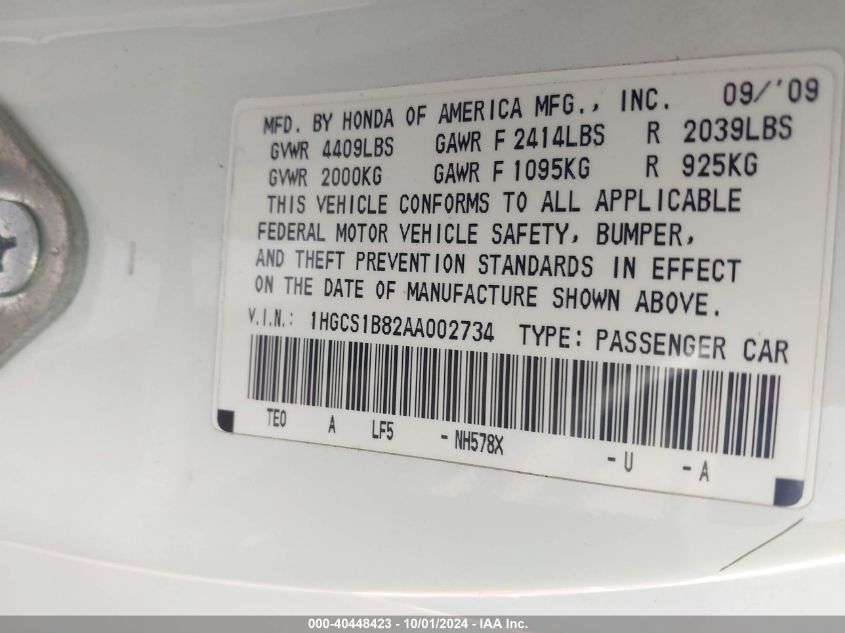 MFD. BY HONDA OF AMERICA MFG., INC. 09/'09
GVWR 4409LBS GAWR F 2414LBS R 2039LBS
GVWR 2000KG GAWR F 1095KG R 925KG
THIS VEHICLE CONFORMS TO ALL APPLICABLE
FEDERAL MOTOR VEHICLE SAFETY, BUMPER,
AND THEFT PREVENTION STANDARDS IN EFFECT
ON THE DATE OF MANUFACTURE SHOWN ABOVE.
V.I.N.: 1HGCS1B82AA002734 TYPE: PASSENGER CAR
TE0 A LF5 - NH578X - U - A
000-40448423 - 10/01/2024 - IAA Inc.